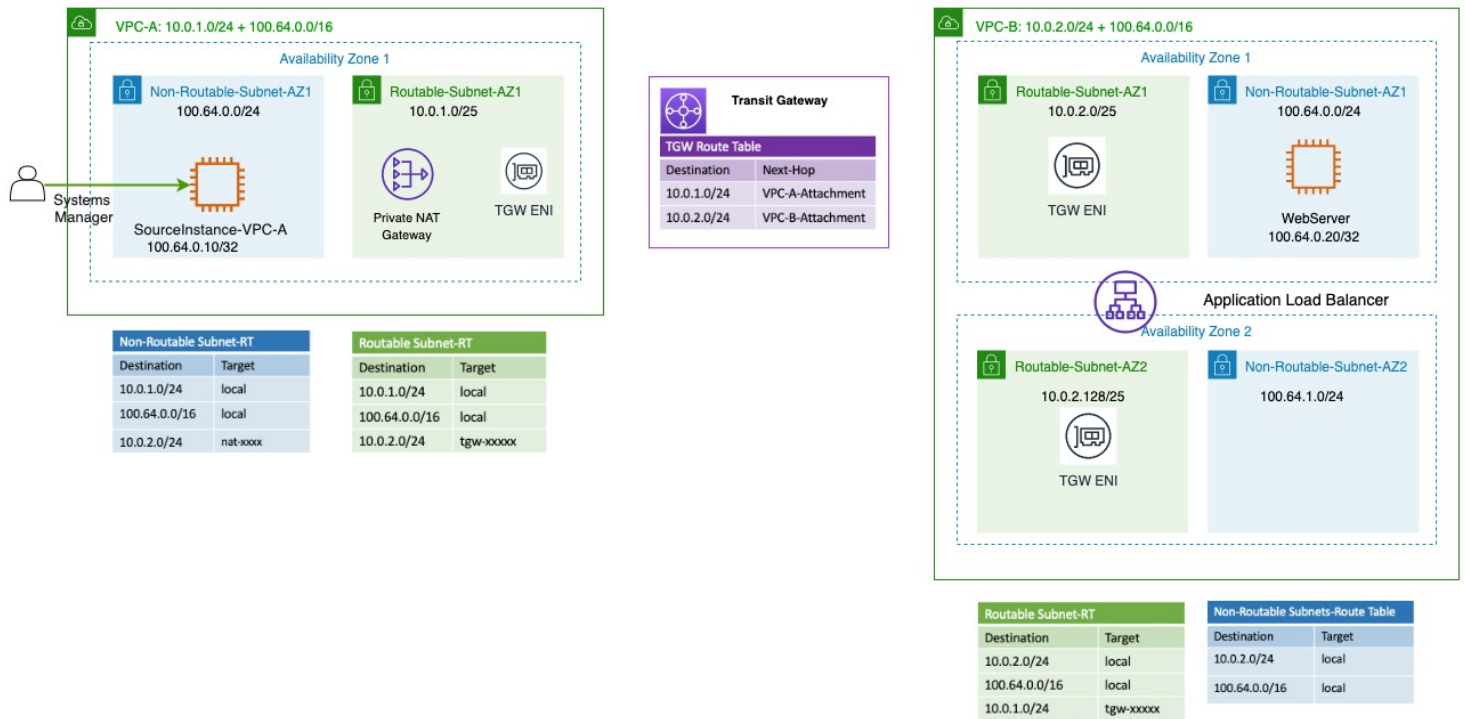 VPC-A: 10.0.1.0/24 + 100.64.0.0/16
Availability Zone 1
Non-Routable-Subnet-AZ1
100.64.0.0/24
Routable-Subnet-AZ1
10.0.1.0/25
Systems
Manager
SourceInstance-VPC-A
100.64.0.10/32
Private NAT
Gateway
TGW ENI
Non-Routable Subnet-RT
Destination Target
10.0.1.0/24 local
100.64.0.0/16 local
10.0.2.0/24 nat-xxxx
Routable Subnet-RT
Destination Target
10.0.1.0/24 local
100.64.0.0/16 local
10.0.2.0/24 tgw-xxxxx
Transit Gateway
TGW Route Table
Destination Next-Hop
10.0.1.0/24 VPC-A-Attachment
10.0.2.0/24 VPC-B-Attachment
VPC-B: 10.0.2.0/24 + 100.64.0.0/16
Availability Zone 1
Routable-Subnet-AZ1
10.0.2.0/25
TGW ENI
Non-Routable-Subnet-AZ1
100.64.0.0/24
WebServer
100.64.0.20/32
Application Load Balancer
Availability Zone 2
Routable-Subnet-AZ2
10.0.2.128/25
TGW ENI
Non-Routable-Subnet-AZ2
100.64.1.0/24
Routable Subnet-RT
Destination Target
10.0.2.0/24 local
100.64.0.0/16 local
10.0.1.0/24 tgw-xxxxx
Non-Routable Subnets-Route Table
Destination Target
10.0.2.0/24 local
100.64.0.0/16 local